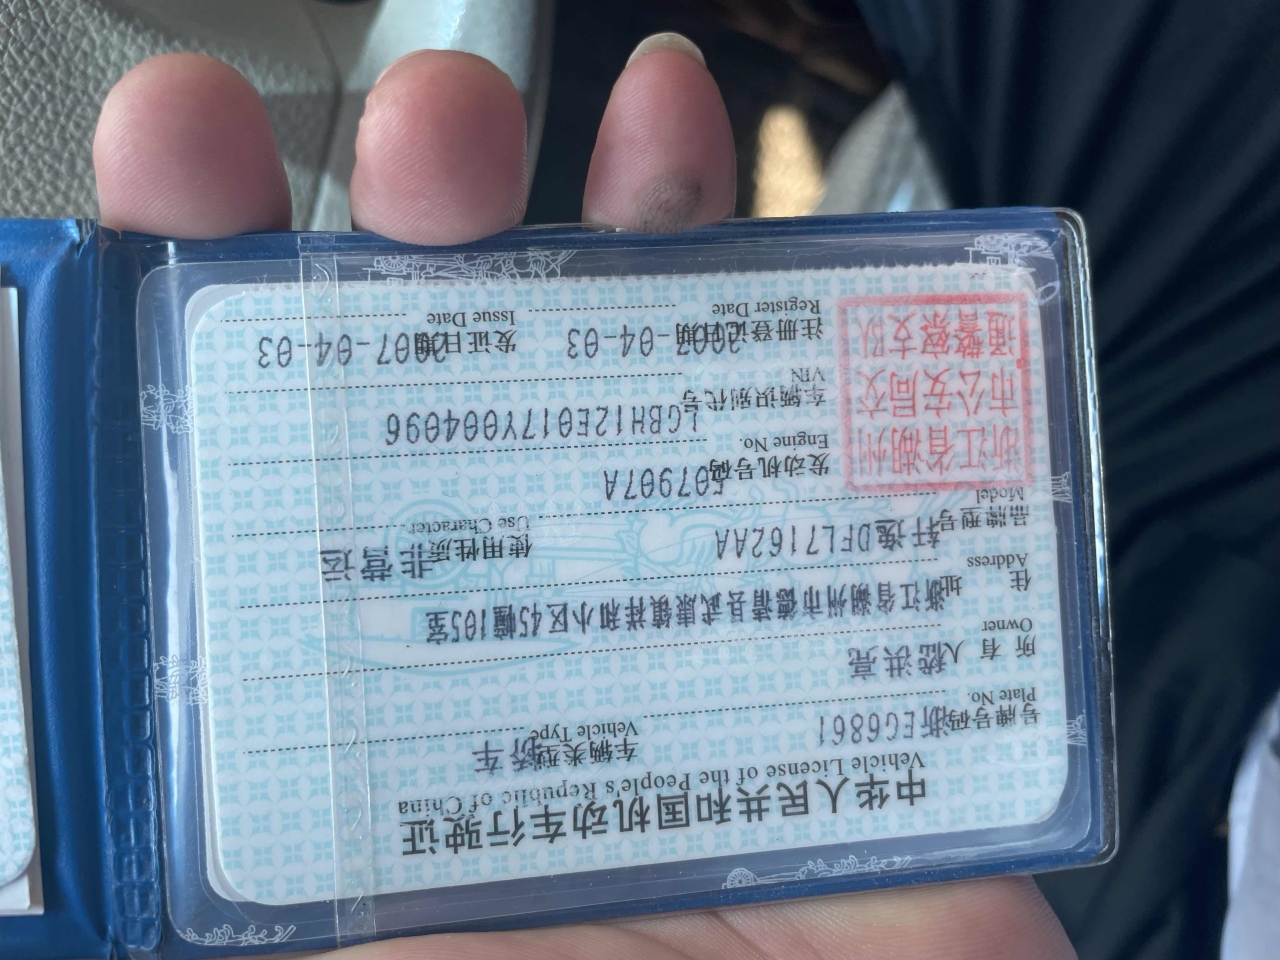 中华人民共和国机动车行驶证
Vehicle License of the People's Republic of China
号牌号码 浙EG6861 车辆类型 轿车
Plate No. Vehicle Type
所有人 嵇洪亮
Owner
住址 浙江省湖州市德清县武康镇祥和小区45幢105室
Address
品牌型号 轩逸DFL7162AA 使用性质 非营运
Model Use Character
发动机号码 507907A
Engine No.
车辆识别代号 LGBH12E017Y004096
VIN
注册登记日期 2007-04-03 发证日期 2007-04-03
Register Date Issue Date
浙江省湖州
市公安局交
通警察支队